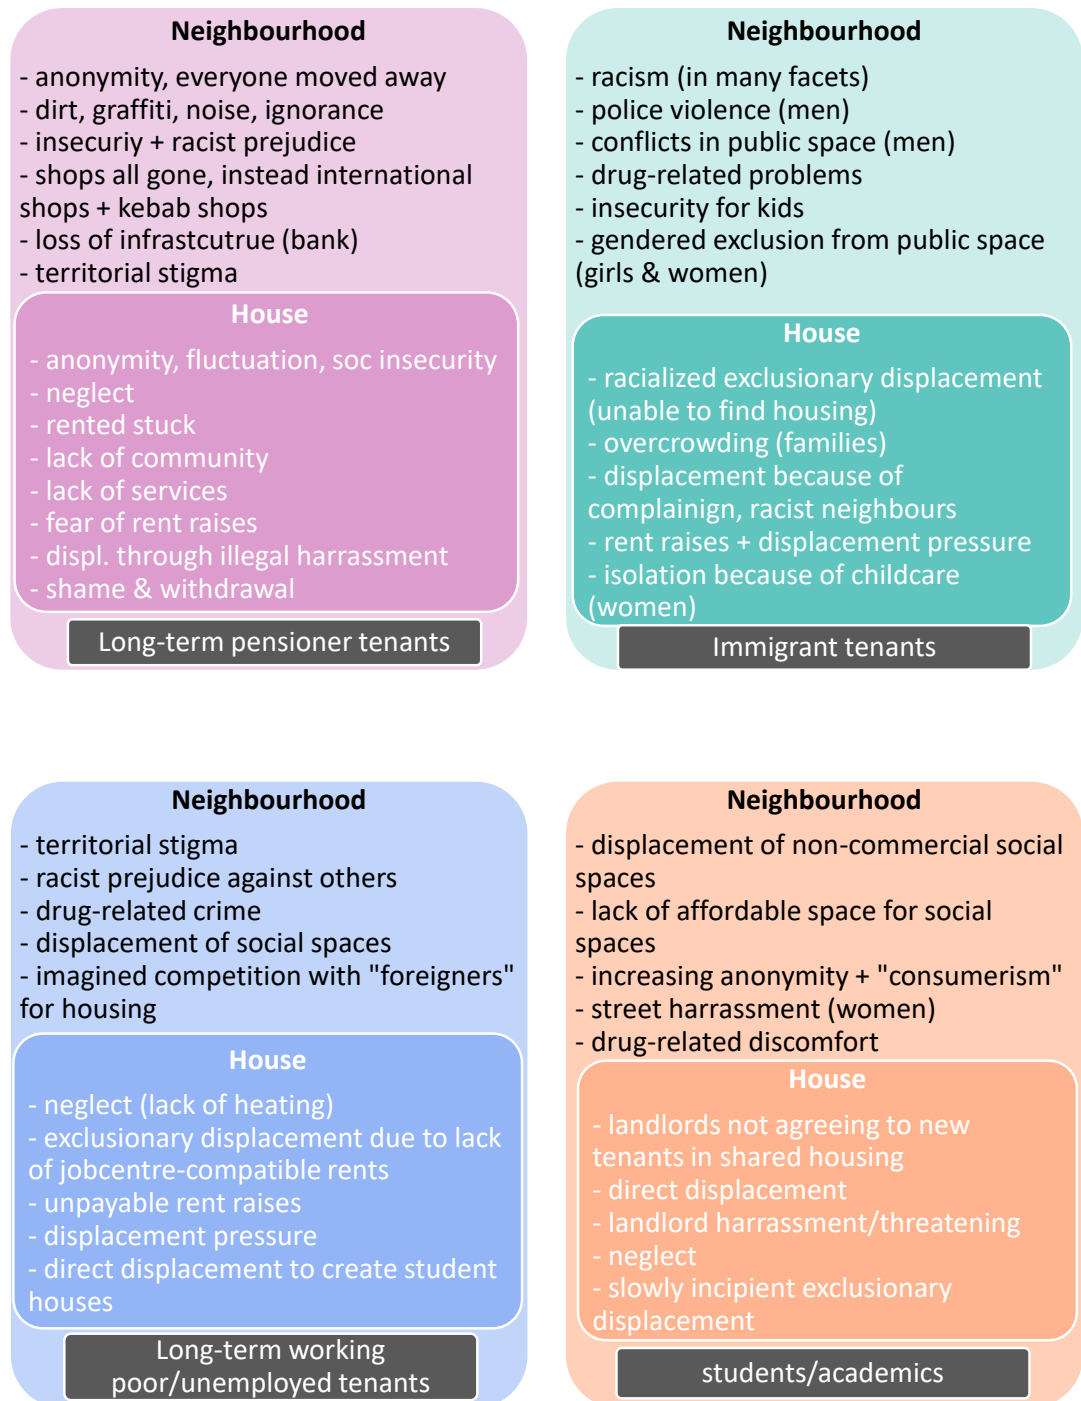 Neighbourhood
- anonymity, everyone moved away
- dirt, graffiti, noise, ignorance
- insecuriy + racist prejudice
- shops all gone, instead international
shops + kebab shops
- loss of infrastcutrue (bank)
- territorial stigma
House
- anonymity, fluctuation, soc insecurity
- neglect
- rented stuck
- lack of community
- lack of services
- fear of rent raises
- displ. through illegal harrassment
- shame & withdrawal
Long-term pensioner tenants
Neighbourhood
- racism (in many facets)
- police violence (men)
- conflicts in public space (men)
- drug-related problems
- insecurity for kids
- gendered exclusion from public space
(girls & women)
House
- racialized exclusionary displacement
(unable to find housing)
- overcrowding (families)
- displacement because of
complainign, racist neighbours
- rent raises + displacement pressure
- isolation because of childcare
(women)
Immigrant tenants
Neighbourhood
- territorial stigma
- racist prejudice against others
- drug-related crime
- displacement of social spaces
- imagined competition with "foreigners"
for housing
House
- neglect (lack of heating)
- exclusionary displacement due to lack
of jobcentre-compatible rents
- unpayable rent raises
- displacement pressure
- direct displacement to create student
houses
Long-term working
poor/unemployed tenants
Neighbourhood
- displacement of non-commercial social
spaces
- lack of affordable space for social
spaces
- increasing anonymity + "consumerism"
- street harrassment (women)
- drug-related discomfort
House
- landlords not agreeing to new
tenants in shared housing
- direct displacement
- landlord harrassment/threatening
- neglect
- slowly incipient exclusionary
displacement
students/academics